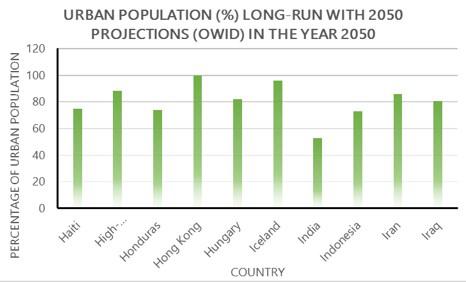 URBAN POPULATION (%) LONG-RUN WITH 2050
PROJECTIONS (OWID) IN THE YEAR 2050
PERCENTAGE OF URBAN POPULATION
120
100
80
60
40
20
0
Haiti
High-...
Honduras
Hong Kong
Hungary
Iceland
India
Indonesia
Iran
Iraq
COUNTRY